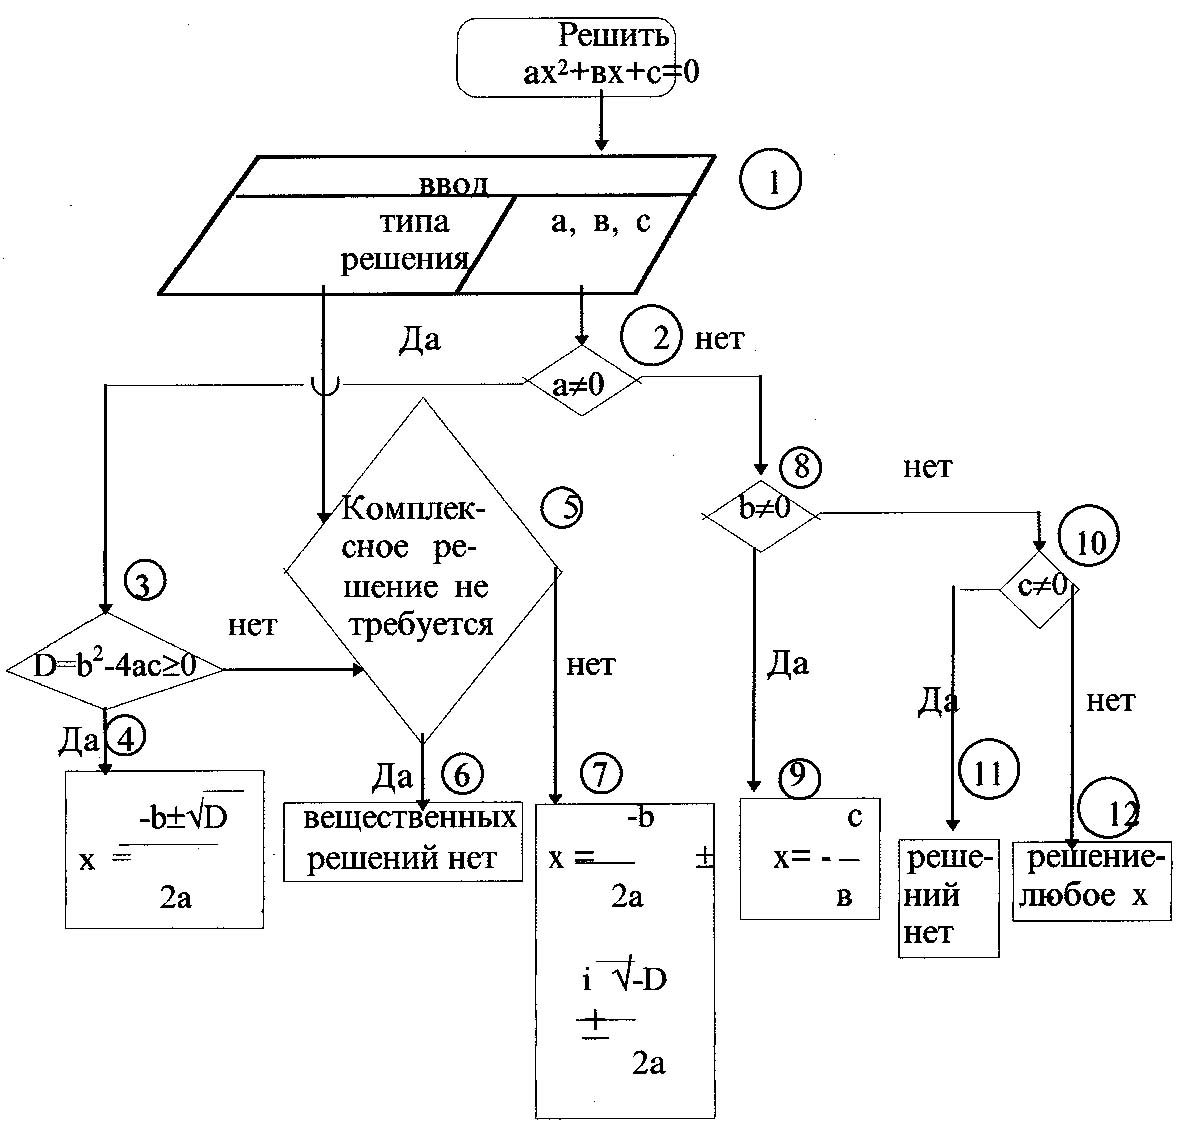 Решить
ах²+вх+с=0
1
ввод
типа
решения
а, в, с
Да
2
нет
a≠0
8
нет
b≠0
Комплек-
сное ре-
шение не
требуется
5
10
c≠0
3
нет
D=b²-4ac≥0
нет
Да
Да
нет
Да
4
Да
6
7
9
11
12
-b±√D
x =
2a
вещественных
решений нет
-b
x = ±
2a
i √-D
±
2a
с
х= -
в
реше-
ний
нет
решение-
любое х